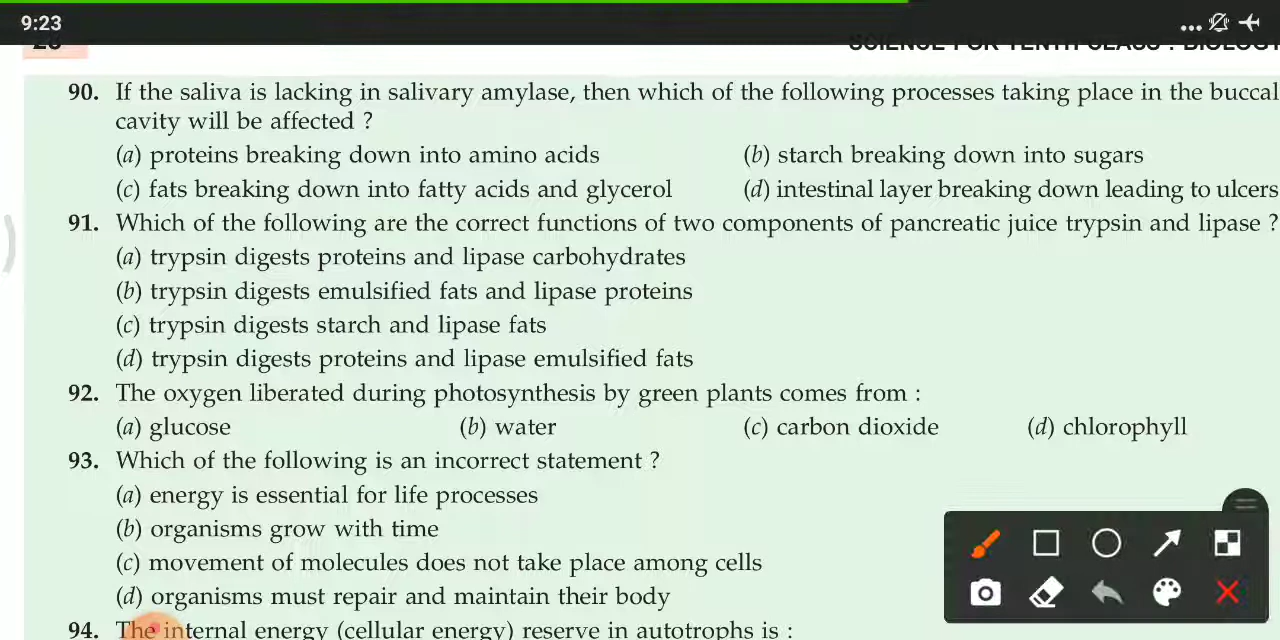 9:23
SCIENCE FOR TENTH CLASS : BIOLOGY
90. If the saliva is lacking in salivary amylase, then which of the following processes taking place in the buccal
cavity will be affected ?
(a) proteins breaking down into amino acids (b) starch breaking down into sugars
(c) fats breaking down into fatty acids and glycerol (d) intestinal layer breaking down leading to ulcers
91. Which of the following are the correct functions of two components of pancreatic juice trypsin and lipase ?
(a) trypsin digests proteins and lipase carbohydrates
(b) trypsin digests emulsified fats and lipase proteins
(c) trypsin digests starch and lipase fats
(d) trypsin digests proteins and lipase emulsified fats
92. The oxygen liberated during photosynthesis by green plants comes from :
(a) glucose (b) water (c) carbon dioxide (d) chlorophyll
93. Which of the following is an incorrect statement ?
(a) energy is essential for life processes
(b) organisms grow with time
(c) movement of molecules does not take place among cells
(d) organisms must repair and maintain their body
94. The internal energy (cellular energy) reserve in autotrophs is :